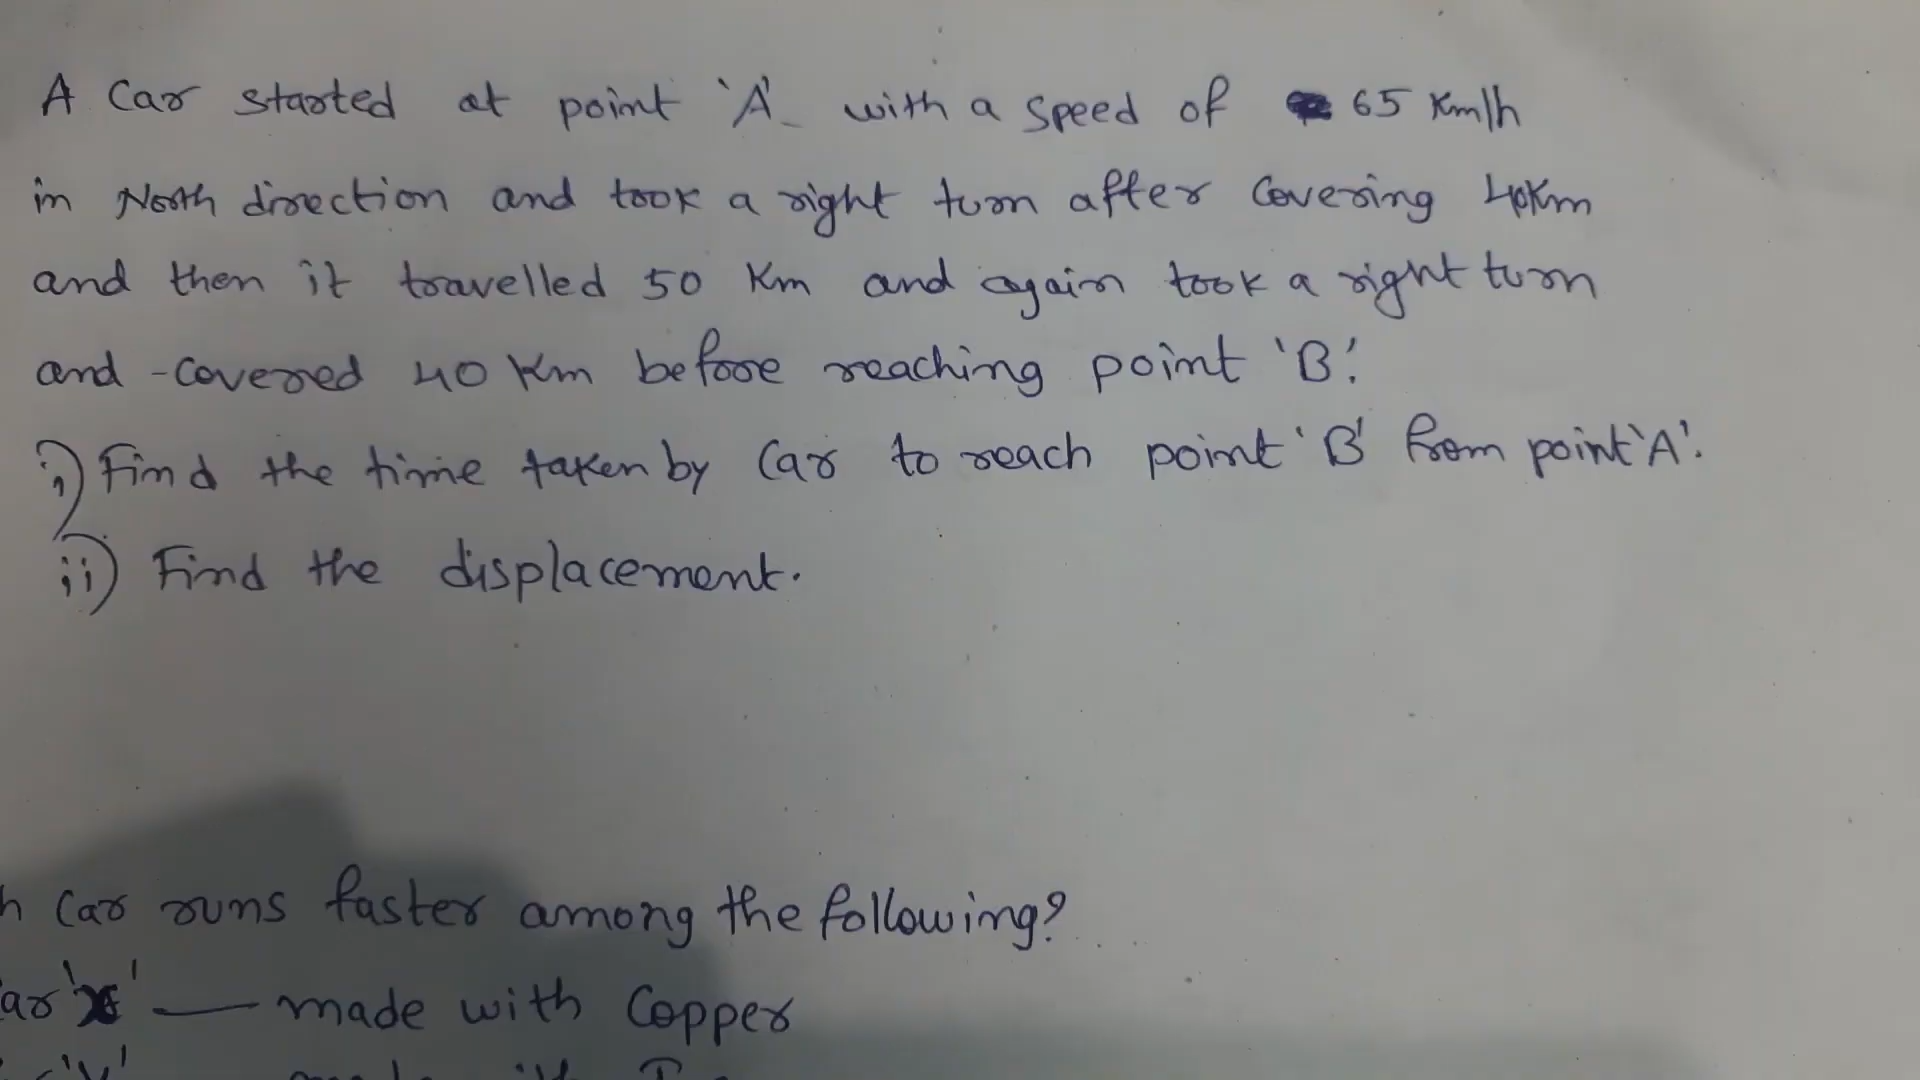 A Car started at point 'A' with a speed of 65 Km/h
in North direction and took a right turn after Covering 40Km
and then it travelled 50 Km and again took a right turn
and covered 40 Km before reaching point 'B'.
i) Find the time taken by Car to reach point 'B' from point 'A'.
ii) Find the displacement.
Car runs faster among the following?
made with Copper